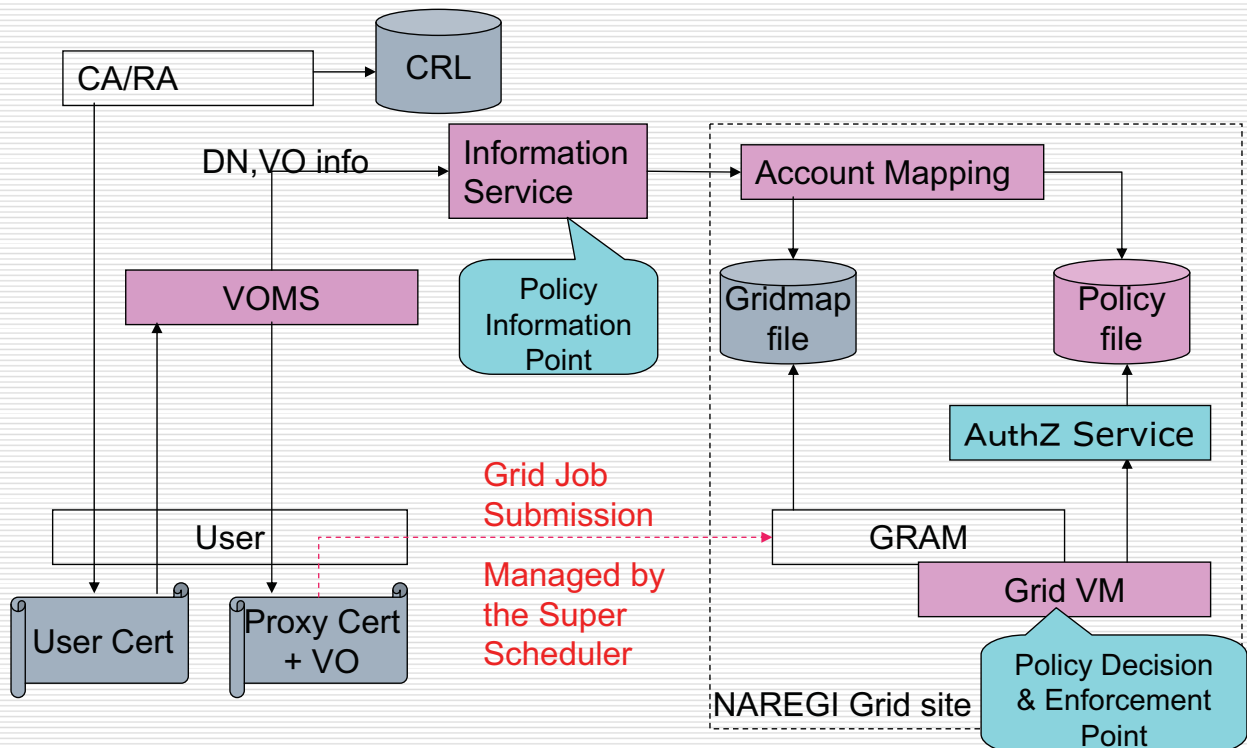 CA/RA
CRL
DN,VO info
Information
Service
Account Mapping
VOMS
Policy
Information
Point
Gridmap
file
Policy
file
AuthZ Service
Grid Job
Submission
User
GRAM
Managed by
the Super
Scheduler
Grid VM
User Cert
Proxy Cert
+ VO
NAREGI Grid site
Policy Decision
& Enforcement
Point